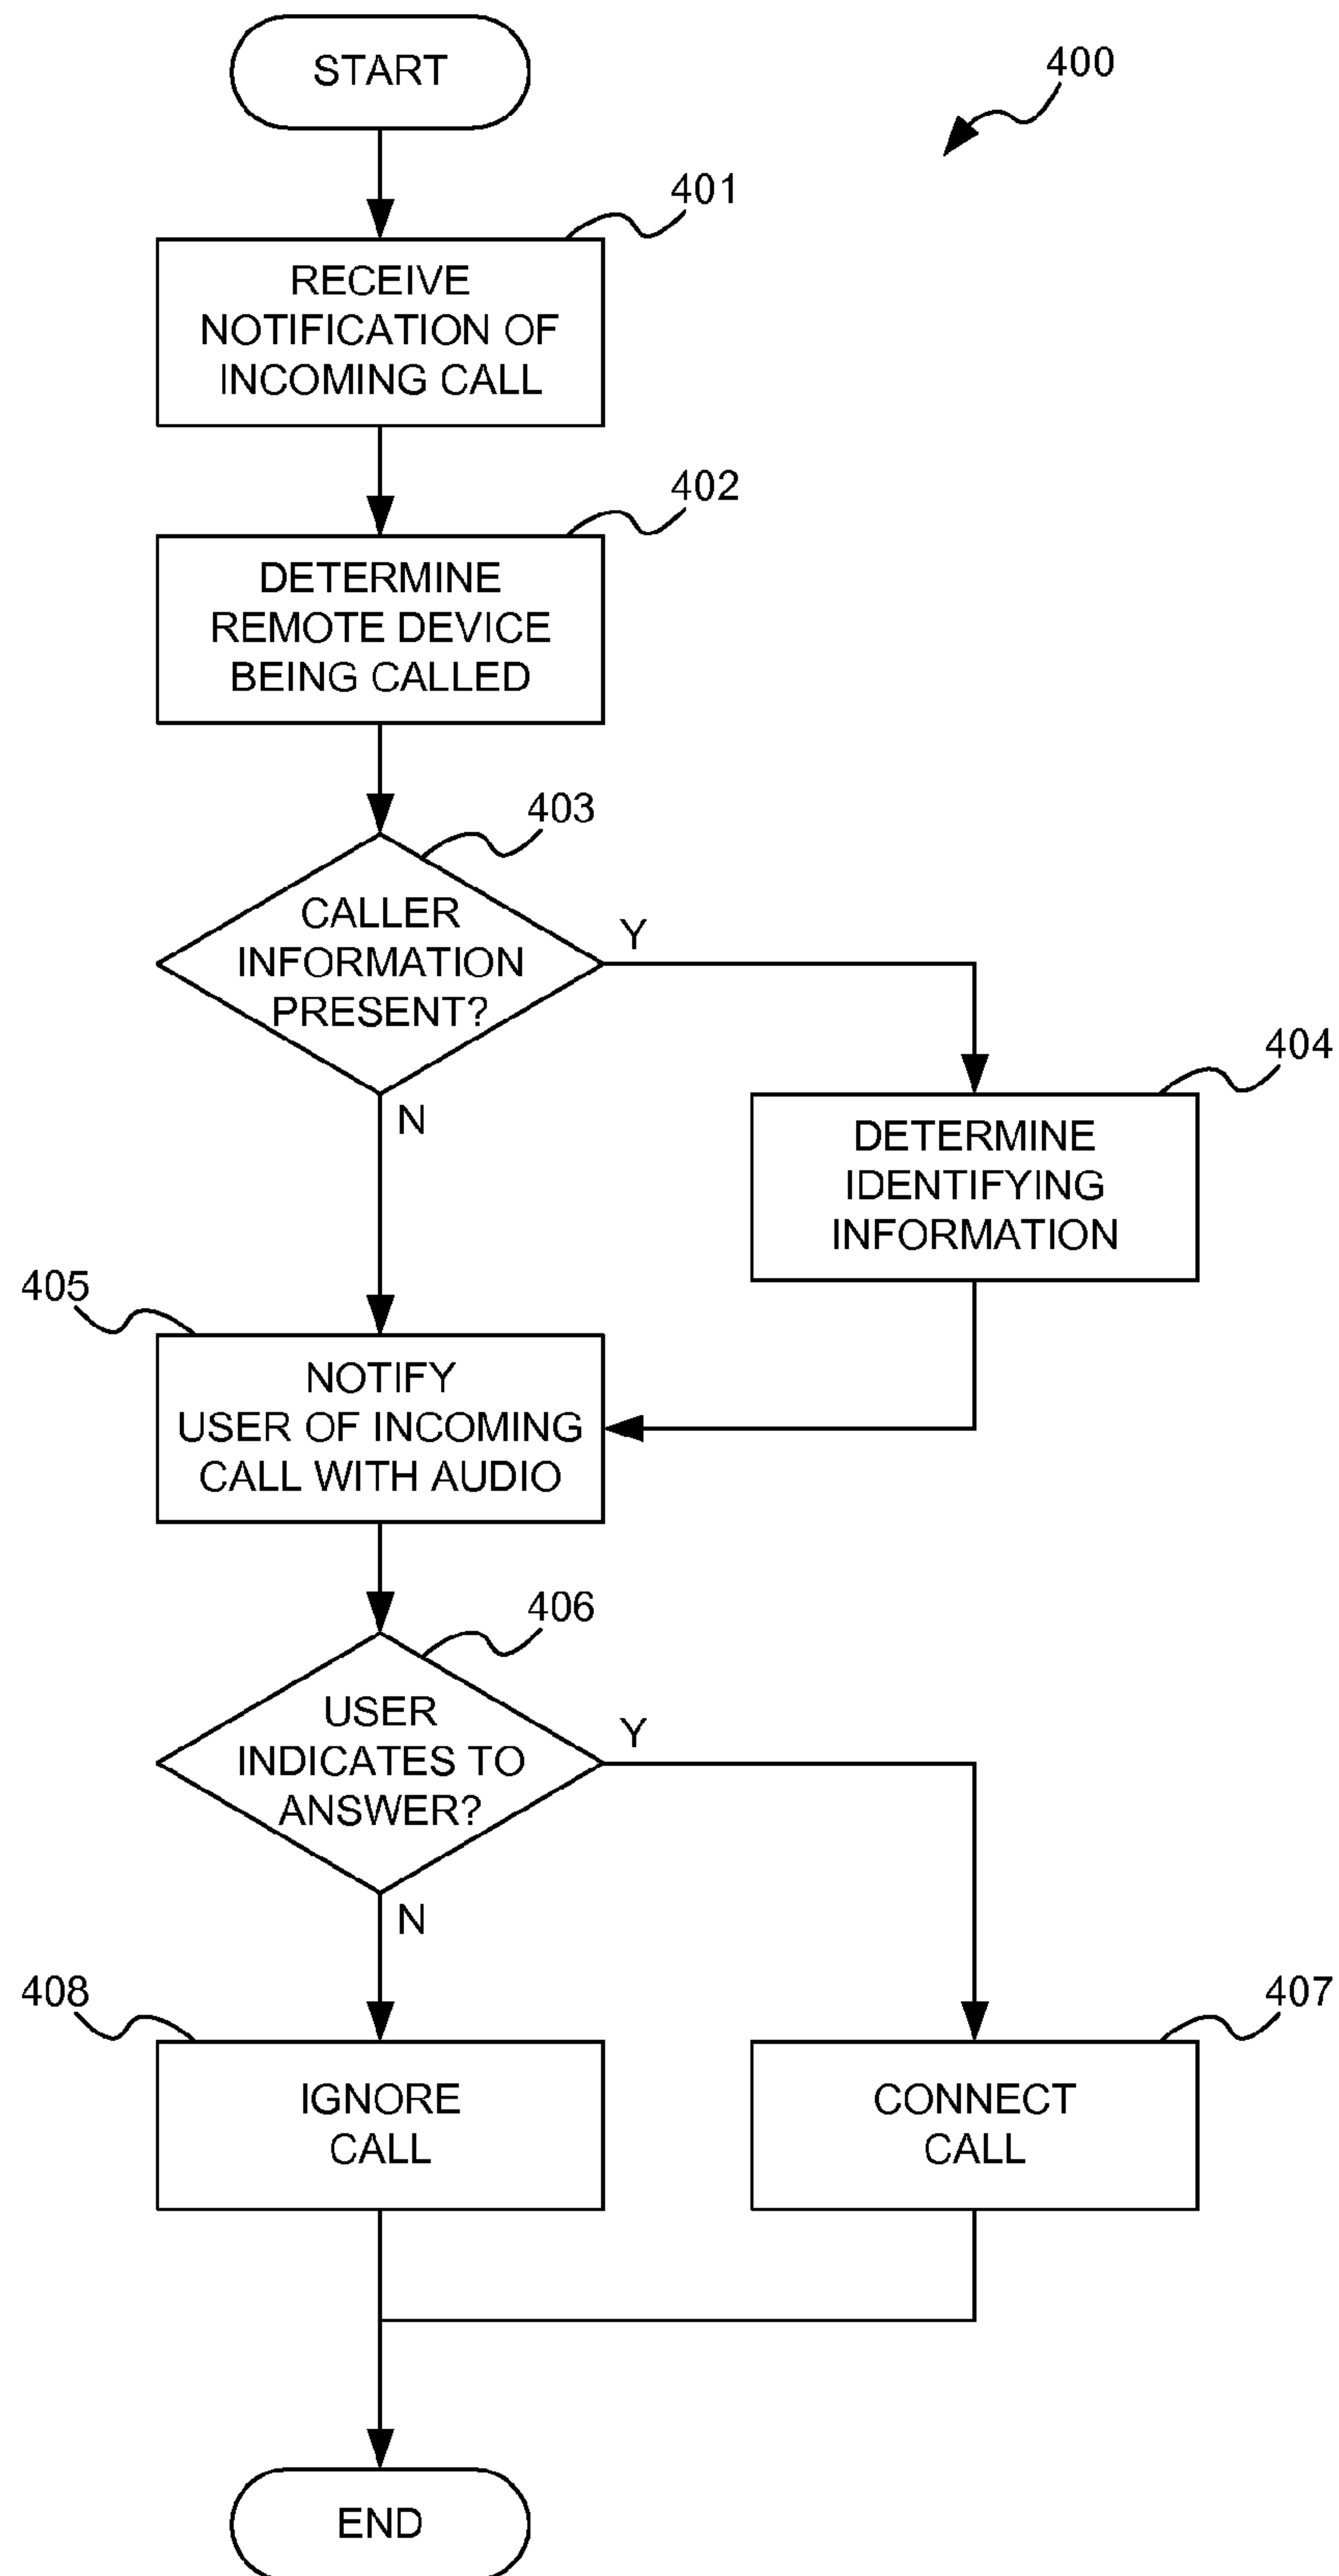 START
400
401
RECEIVE
NOTIFICATION OF
INCOMING CALL
402
DETERMINE
REMOTE DEVICE
BEING CALLED
403
CALLER
INFORMATION
PRESENT?
Y
N
404
DETERMINE
IDENTIFYING
INFORMATION
405
NOTIFY
USER OF INCOMING
CALL WITH AUDIO
406
USER
INDICATES TO
ANSWER?
Y
N
408
IGNORE
CALL
407
CONNECT
CALL
END